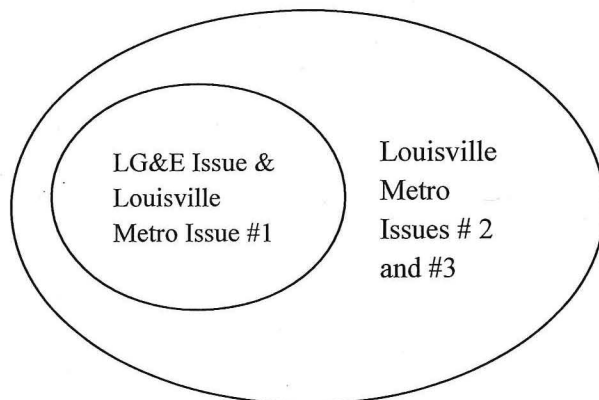 LG&E Issue &
Louisville
Metro Issue #1
Louisville
Metro
Issues # 2
and #3